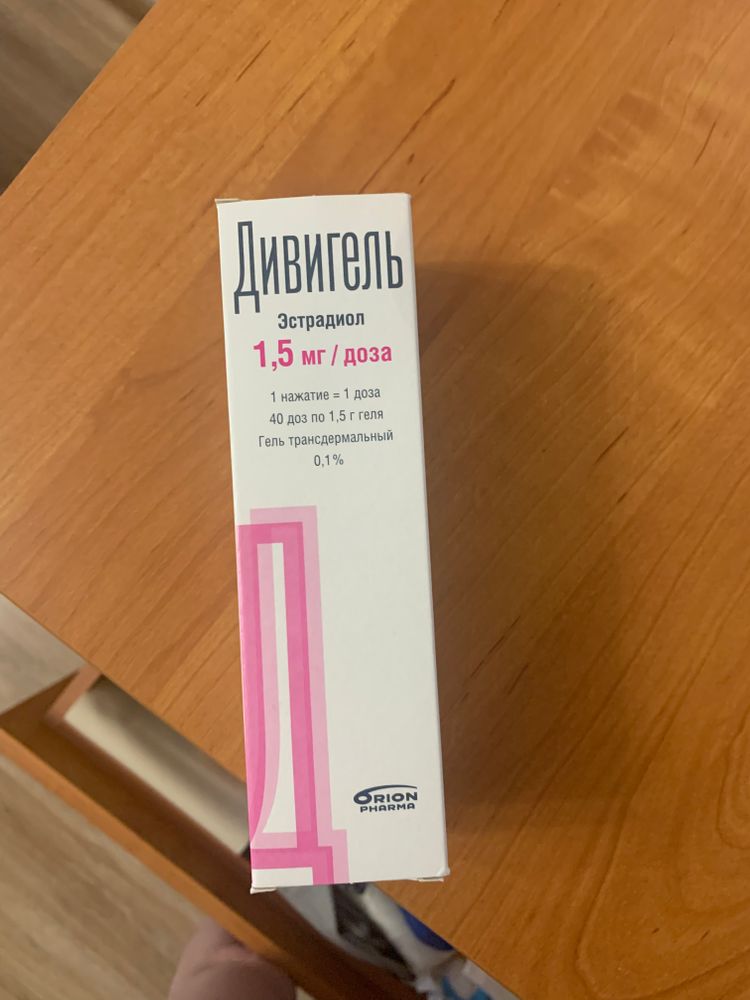 Дивигель
Эстрадиол
1,5 мг / доза
1 нажатие = 1 доза
40 доз по 1,5 г геля
Гель трансдермальный
0,1%
Д
ORION
PHARMA